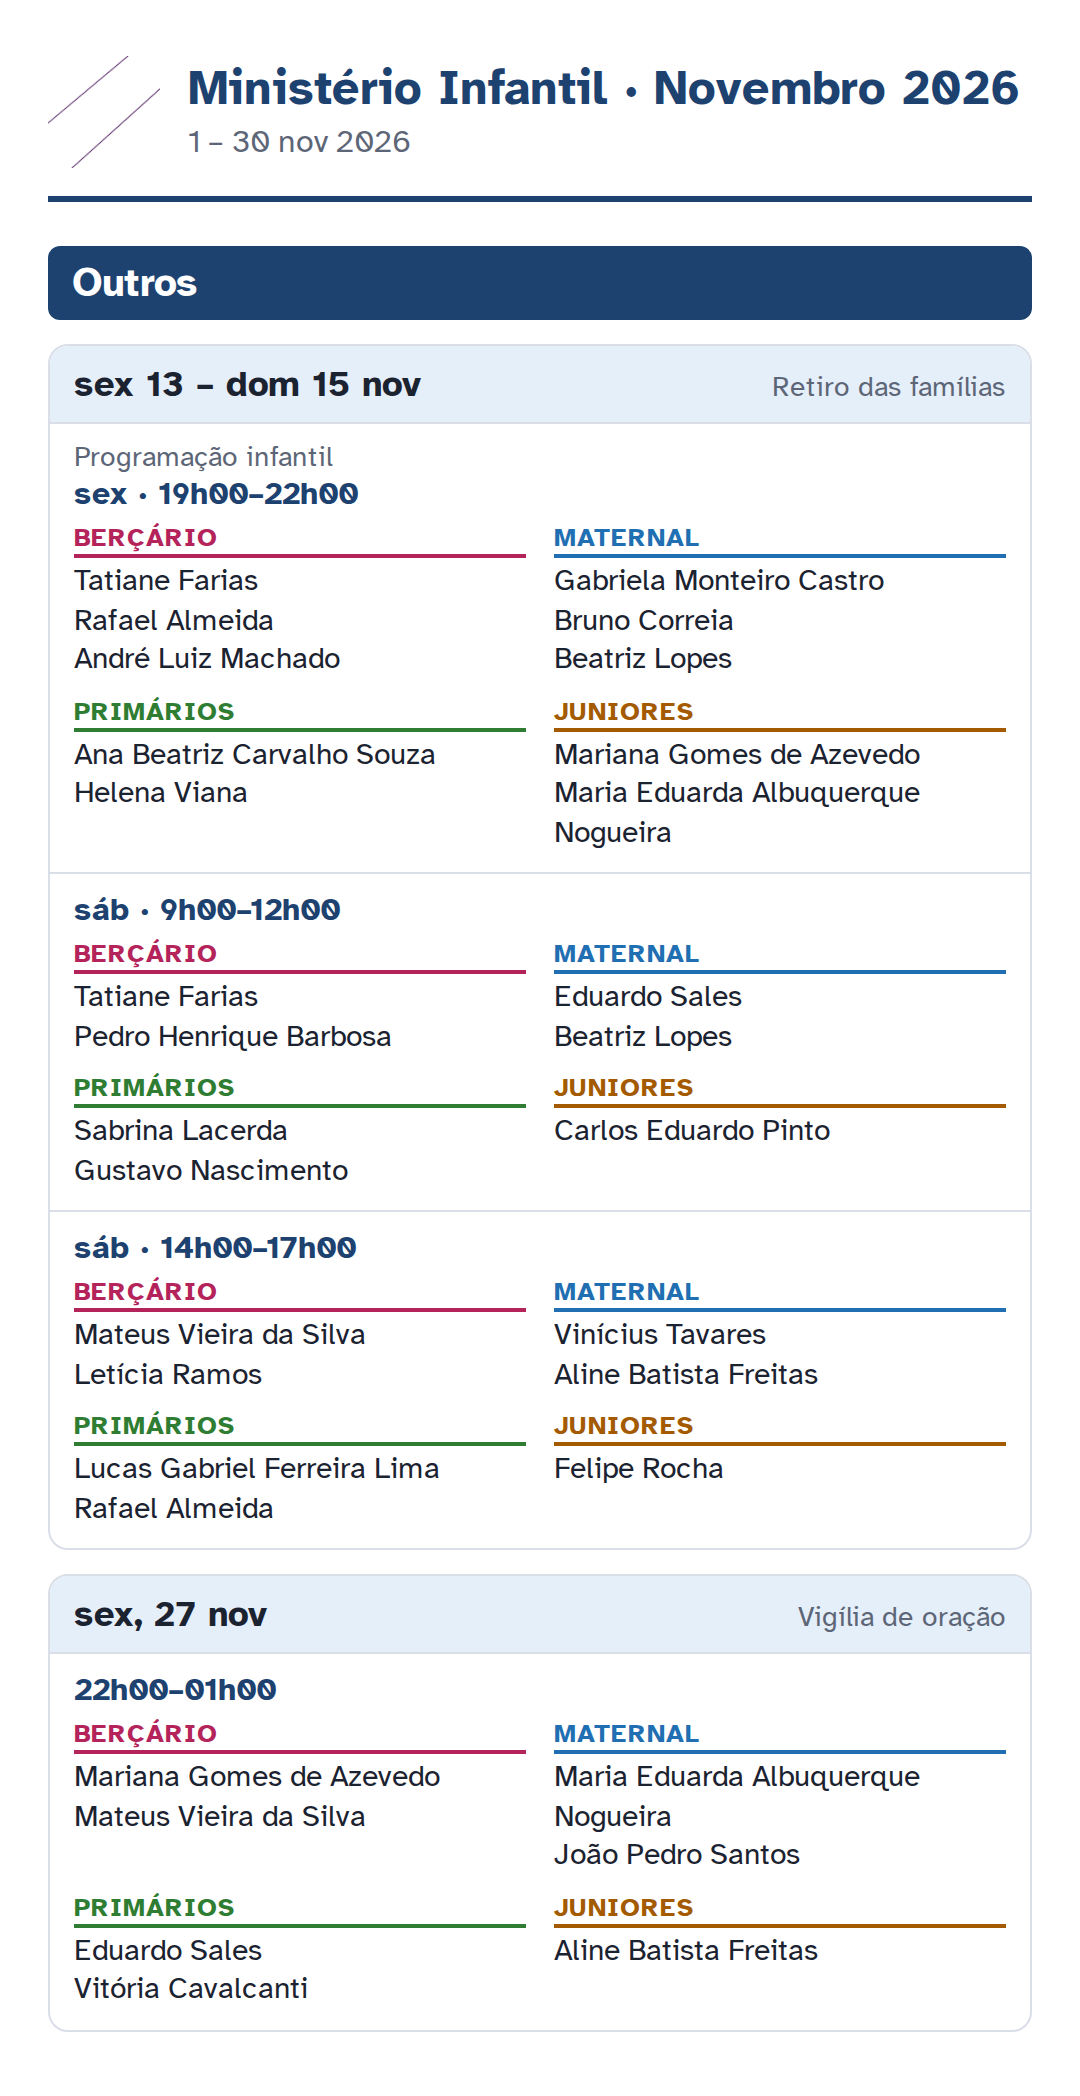 Ministério Infantil • Novembro 2026
1 – 30 nov 2026
Outros
sex 13 – dom 15 nov
Retiro das famílias
Programação infantil
sex • 19h00–22h00
BERÇÁRIO
Tatiane Farias
Rafael Almeida
André Luiz Machado
MATERNAL
Gabriela Monteiro Castro
Bruno Correia
Beatriz Lopes
PRIMÁRIOS
Ana Beatriz Carvalho Souza
Helena Viana
JUNIORES
Mariana Gomes de Azevedo
Maria Eduarda Albuquerque
Nogueira
sáb • 9h00–12h00
BERÇÁRIO
Tatiane Farias
Pedro Henrique Barbosa
MATERNAL
Eduardo Sales
Beatriz Lopes
PRIMÁRIOS
Sabrina Lacerda
Gustavo Nascimento
JUNIORES
Carlos Eduardo Pinto
sáb • 14h00–17h00
BERÇÁRIO
Mateus Vieira da Silva
Letícia Ramos
MATERNAL
Vinícius Tavares
Aline Batista Freitas
PRIMÁRIOS
Lucas Gabriel Ferreira Lima
Rafael Almeida
JUNIORES
Felipe Rocha
sex, 27 nov
Vigília de oração
22h00–01h00
BERÇÁRIO
Mariana Gomes de Azevedo
Mateus Vieira da Silva
MATERNAL
Maria Eduarda Albuquerque
Nogueira
João Pedro Santos
PRIMÁRIOS
Eduardo Sales
Vitória Cavalcanti
JUNIORES
Aline Batista Freitas